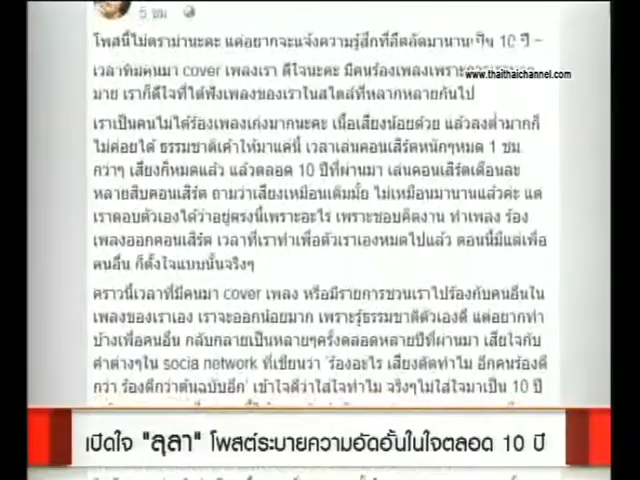 5 ชม
โพสนี้ไม่ดราม่านะคะ แค่อยากจะแจ้งความรู้สึกที่อึดอัดมานานเป็น 10 ปี ~
เวลาที่มีคนมา cover เพลงเรา ดีใจนะคะ มีคนร้องเพลงเพราะ
www.thaithaichannel.com
มาย เราก็ดีใจที่ได้ฟังเพลงของเราในสไตล์ที่หลากหลายกันไป
เราเป็นคนไม่ได้ร้องเพลงเก่งมากนะคะ เนื้อเสียงน้อยด้วย แล้วลงต่ำมากก็
ไม่ค่อยได้ ธรรมชาติเค้าให้มาแค่นี้ เวลาเล่นคอนเสิร์ตหนักๆหมด 1 ชม
กว่าๆ เสียงก็หมดแล้ว แล้วตลอด 10 ปีที่ผ่านมา เล่นคอนเสิร์ตเดือนละ
หลายสิบคอนเสิร์ต ถามว่าเสียงเหมือนเดิมมั้ย ไม่เหมือนมานานแล้วค่ะ แต่
เราตอบตัวเองได้ว่าอยู่ตรงนี้เพราะอะไร เพราะชอบคิดงาน ทำเพลง ร้อง
เพลงออกคอนเสิร์ต เวลาที่เราทำเพื่อตัวเราเองหมดไปแล้ว ตอนนี้มีแต่เพื่อ
คนอื่น ก็ตั้งใจแบบนั้นจริงๆ
คราวนี้เวลาที่มีคนมา cover เพลง หรือมีรายการชวนเราไปร้องกับคนอื่นใน
เพลงของเราเอง เราจะออกน้อยมาก เพราะรู้ธรรมชาติตัวเองดี แต่อยากทำ
บ้างเพื่อคนอื่น กลับกลายเป็นหลายๆครั้งตลอดหลายปีที่ผ่านมา เสียใจกับ
คำต่างๆใน socia network ที่เขียนว่า 'ร้องอะไร เสียงดัดทำไม อีกคนร้องดี
กว่า ร้องดีกว่าต้นฉบับอีก' เข้าใจดีว่าใส่ใจทำไม จริงๆไม่ใส่ใจมาเป็น 10 ปี
เปิดใจ "ลุลา" โพสต์ระบายความอัดอั้นในใจตลอด 10 ปี